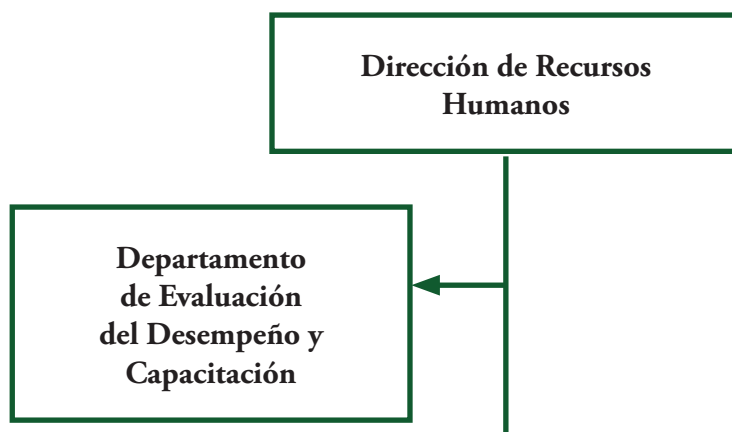 Dirección de Recursos
Humanos
Departamento
de Evaluación
del Desempeño y
Capacitación